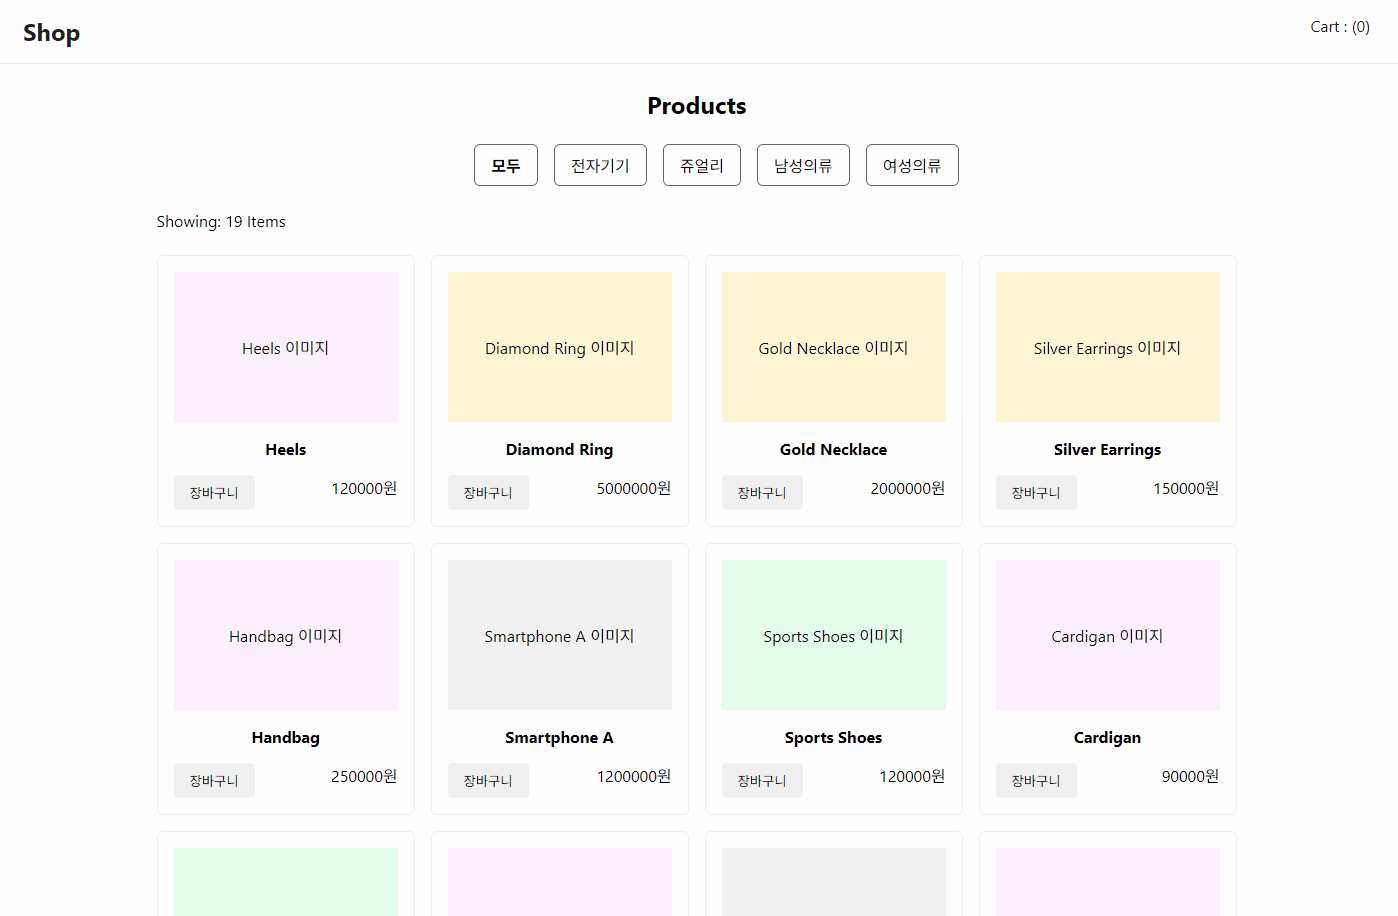 Shop
Cart : (0)
Products
모두 전자기기 쥬얼리 남성의류 여성의류
Showing: 19 Items
Heels 이미지 Diamond Ring 이미지 Gold Necklace 이미지 Silver Earrings 이미지
Heels Diamond Ring Gold Necklace Silver Earrings
장바구니 120000원 장바구니 5000000원 장바구니 2000000원 장바구니 150000원
Handbag 이미지 Smartphone A 이미지 Sports Shoes 이미지 Cardigan 이미지
Handbag Smartphone A Sports Shoes Cardigan
장바구니 250000원 장바구니 1200000원 장바구니 120000원 장바구니 90000원